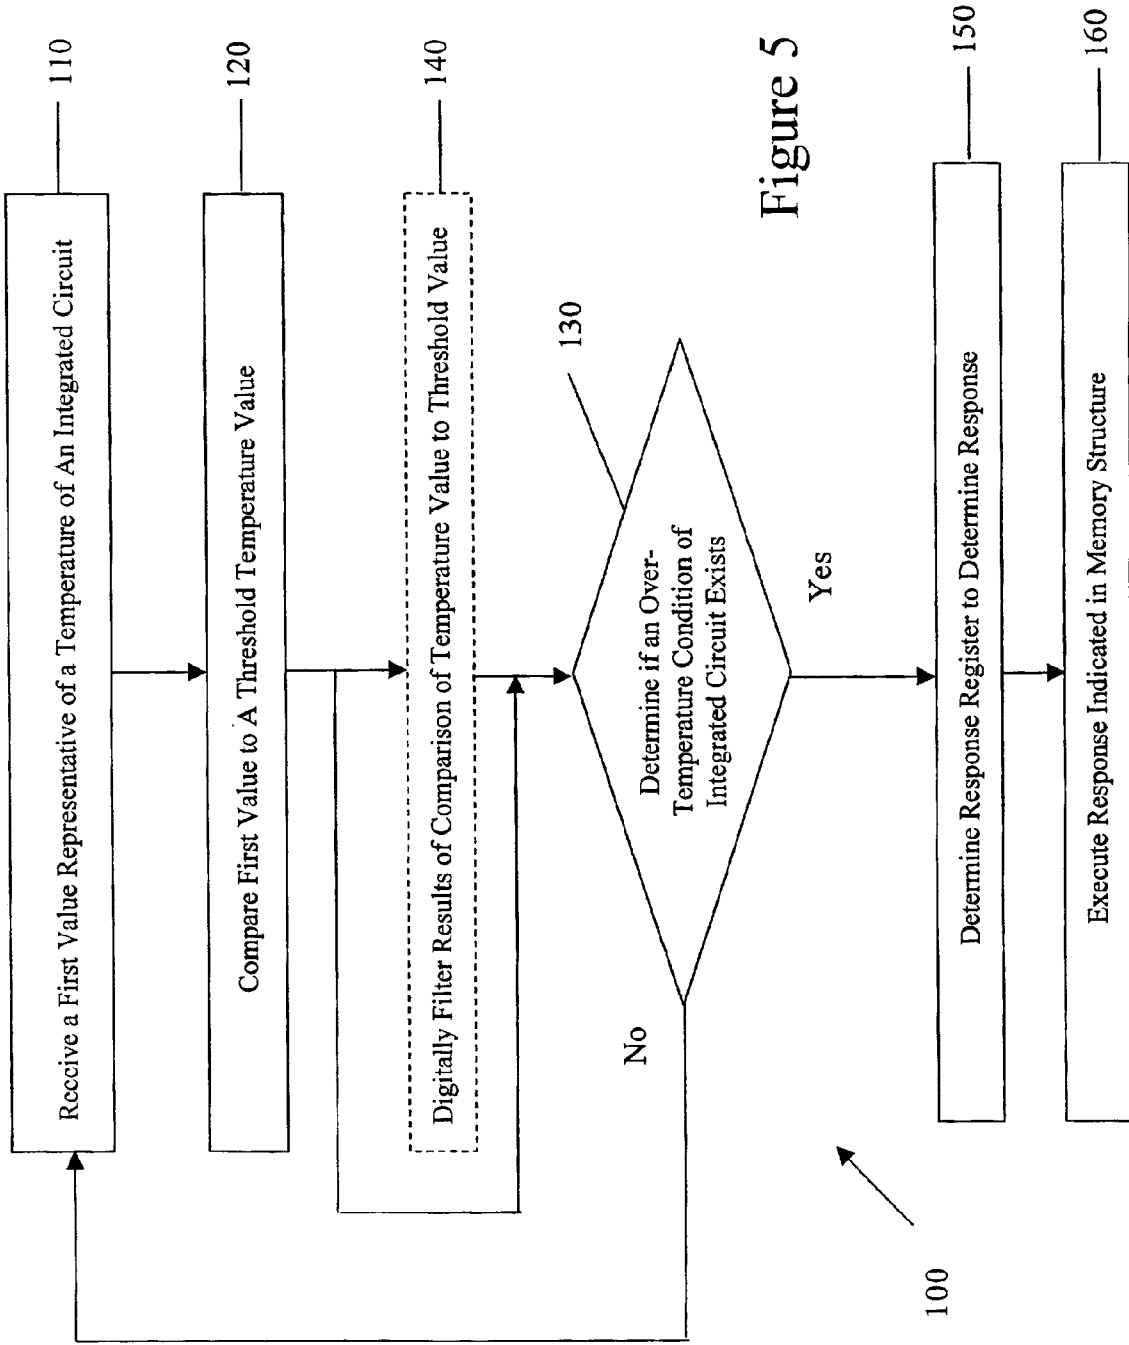 Receive a First Value Representative of a Temperature of An Integrated Circuit
110
Compare First Value to A Threshold Temperature Value
120
Digitally Filter Results of Comparison of Temperature Value to Threshold Value
140
Determine if an Over-
Temperature Condition of
Integrated Circuit Exists
130
No
Yes
Determine Response Register to Determine Response
150
Execute Response Indicated in Memory Structure
160
100
Figure 5